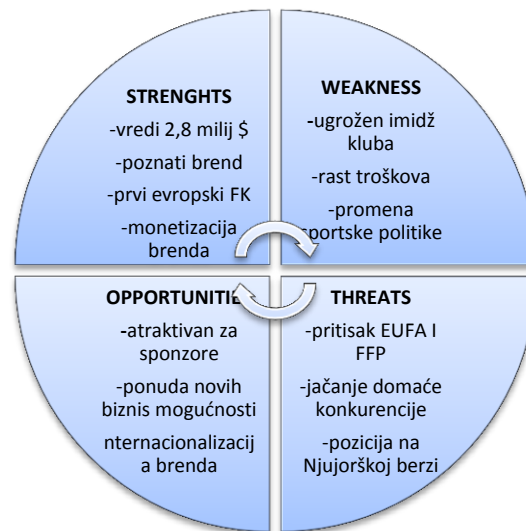 STRENGHTS
-vredi 2,8 milij $
-poznati brend
-prvi evropski FK
-monetizacija
brenda
WEAKNESS
-ugrožen imidž
kluba
-rast troškova
-promena
sportske politike
OPPORTUNITIE
-atraktivan za
sponzore
-ponuda novih
biznis mogućnosti
nternacionalizacij
a brenda
THREATS
-pritisak EUFA I
FFP
-jačanje domaće
konkurencije
-pozicija na
Njujorškoj berzi